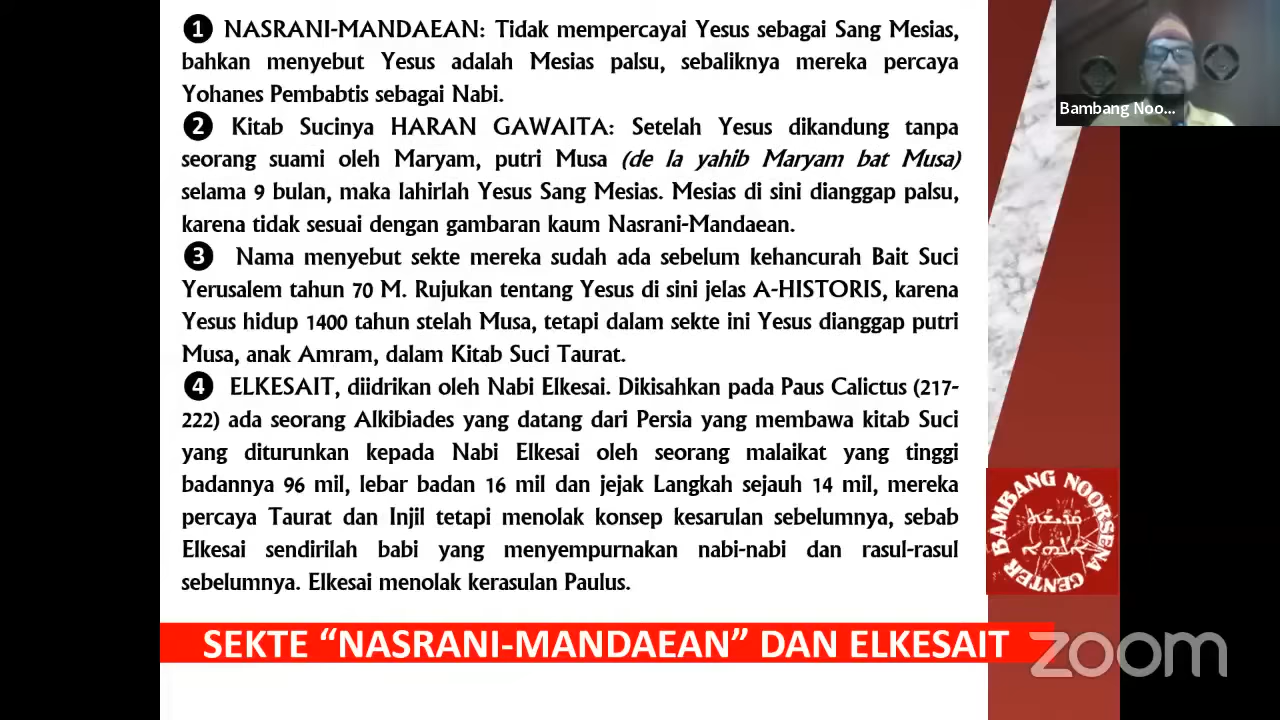 ❶ NASRANI-MANDAEAN: Tidak mempercayai Yesus sebagai Sang Mesias,
bahkan menyebut Yesus adalah Mesias palsu, sebaliknya mereka percaya
Yohanes Pembabtis sebagai Nabi.
❷ Kitab Sucinya HARAN GAWAITA: Setelah Yesus dikandung tanpa
seorang suami oleh Maryam, putri Musa (de la yahib Maryam bat Musa)
selama 9 bulan, maka lahirlah Yesus Sang Mesias. Mesias di sini dianggap palsu,
karena tidak sesuai dengan gambaran kaum Nasrani-Mandaean.
❸ Nama menyebut sekte mereka sudah ada sebelum kehancurah Bait Suci
Yerusalem tahun 70 M. Rujukan tentang Yesus di sini jelas A-HISTORIS, karena
Yesus hidup 1400 tahun stelah Musa, tetapi dalam sekte ini Yesus dianggap putri
Musa, anak Amram, dalam Kitab Suci Taurat.
❹ ELKESAIT, diidrikan oleh Nabi Elkesai. Dikisahkan pada Paus Calictus (217-
222) ada seorang Alkibiades yang datang dari Persia yang membawa kitab Suci
yang diturunkan kepada Nabi Elkesai oleh seorang malaikat yang tinggi
badannya 96 mil, lebar badan 16 mil dan jejak Langkah sejauh 14 mil, mereka
percaya Taurat dan Injil tetapi menolak konsep kesarulan sebelumnya, sebab
Elkesai sendirilah babi yang menyempurnakan nabi-nabi dan rasul-rasul
sebelumnya. Elkesai menolak kerasulan Paulus.
SEKTE “NASRANI-MANDAEAN” DAN ELKESAIT
Bambang Noo...
BAMBANG NOORSENA CENTER
zoom